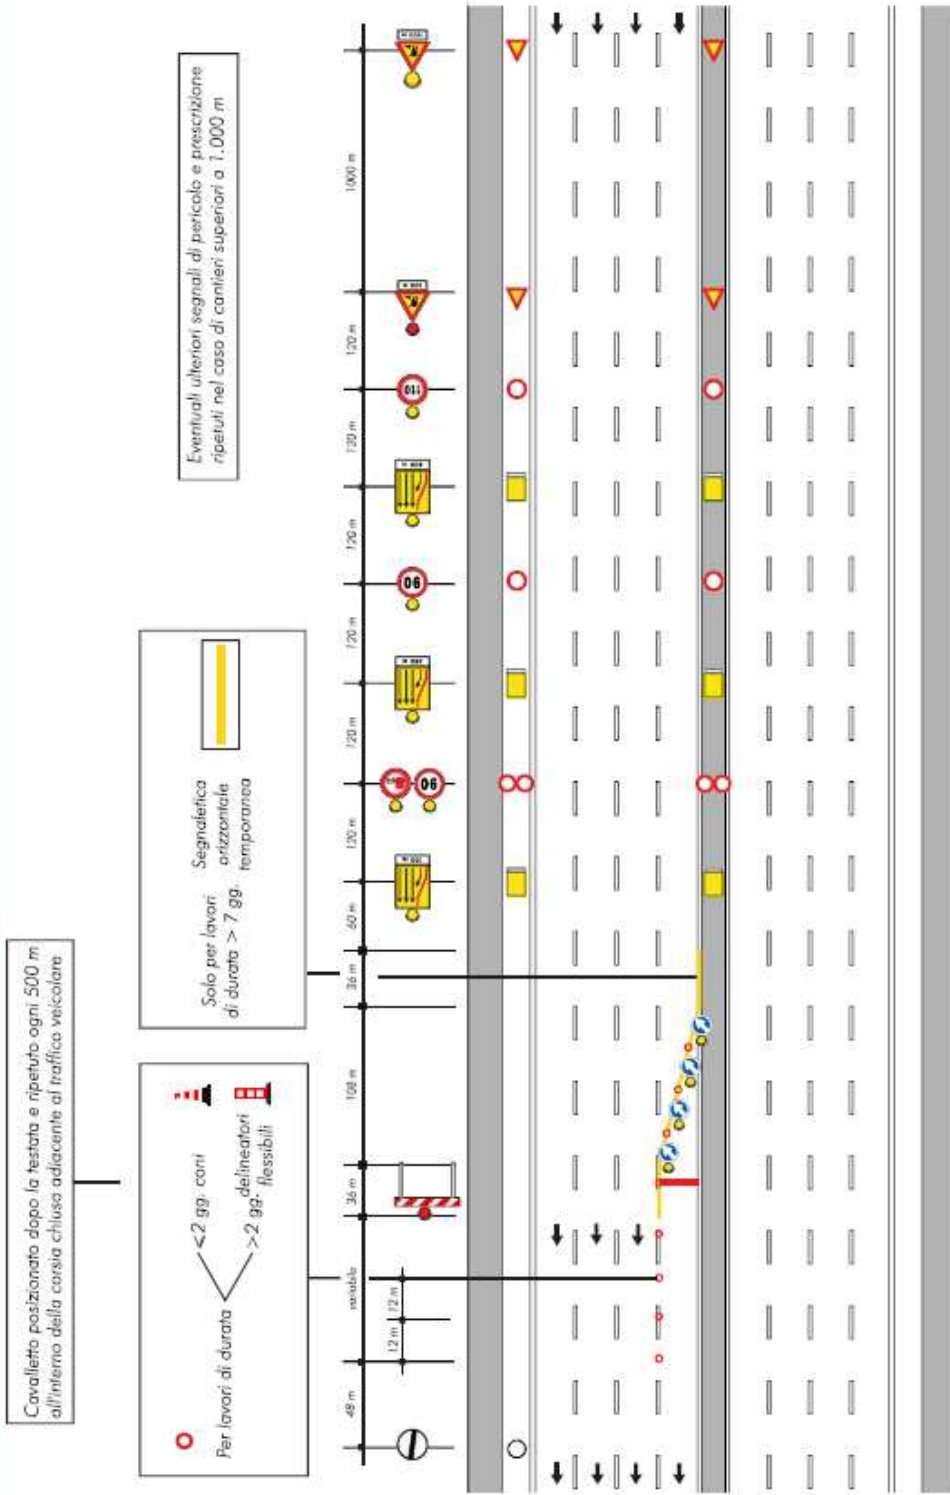 Cavalletto posizionato dopo la testata e ripetuto ogni 500 m
all'interno della corsia chiusa adiacente al traffico veicolare
Per lavori di durata
<2 gg. coni
>2 gg. delineatori
flessibili
Solo per lavori
di durata > 7 gg.
Segnaletica
orizzontale
temporanea
Eventuali ulteriori segnali di pericolo e prescrizione
ripetuti nel caso di cantieri superiori a 1.000 m
48 m
variabile
36 m
108 m
36 m
60 m
120 m
120 m
120 m
120 m
120 m
120 m
1000 m
12 m
12 m
90
90
110